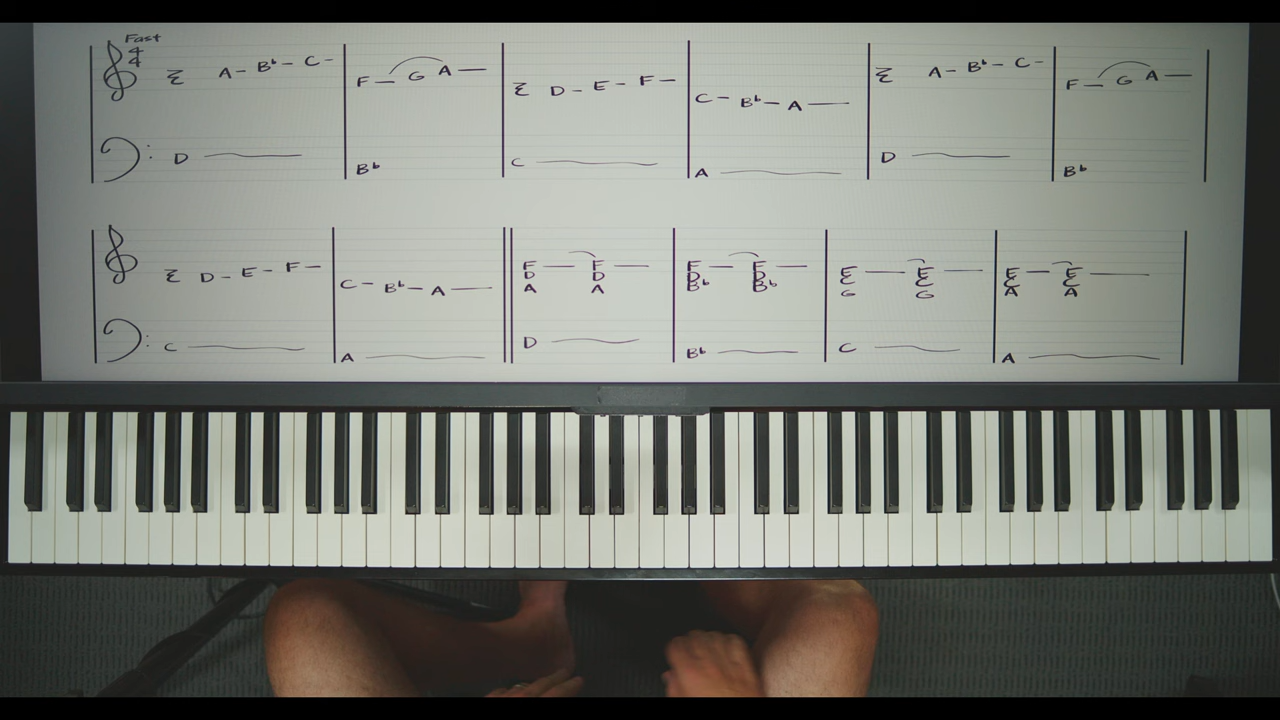 Fast
4
4
A- B♭- C- F— G A — D- E- F- C- B♭- A — A- B♭- C- F— G A —
D B♭ C A D B♭
D- E- F- C- B♭- A — F — F — F — F — E — E — E — E —
D D D D E E E E
A A B♭ B♭ G G A A
C A D B♭ C A